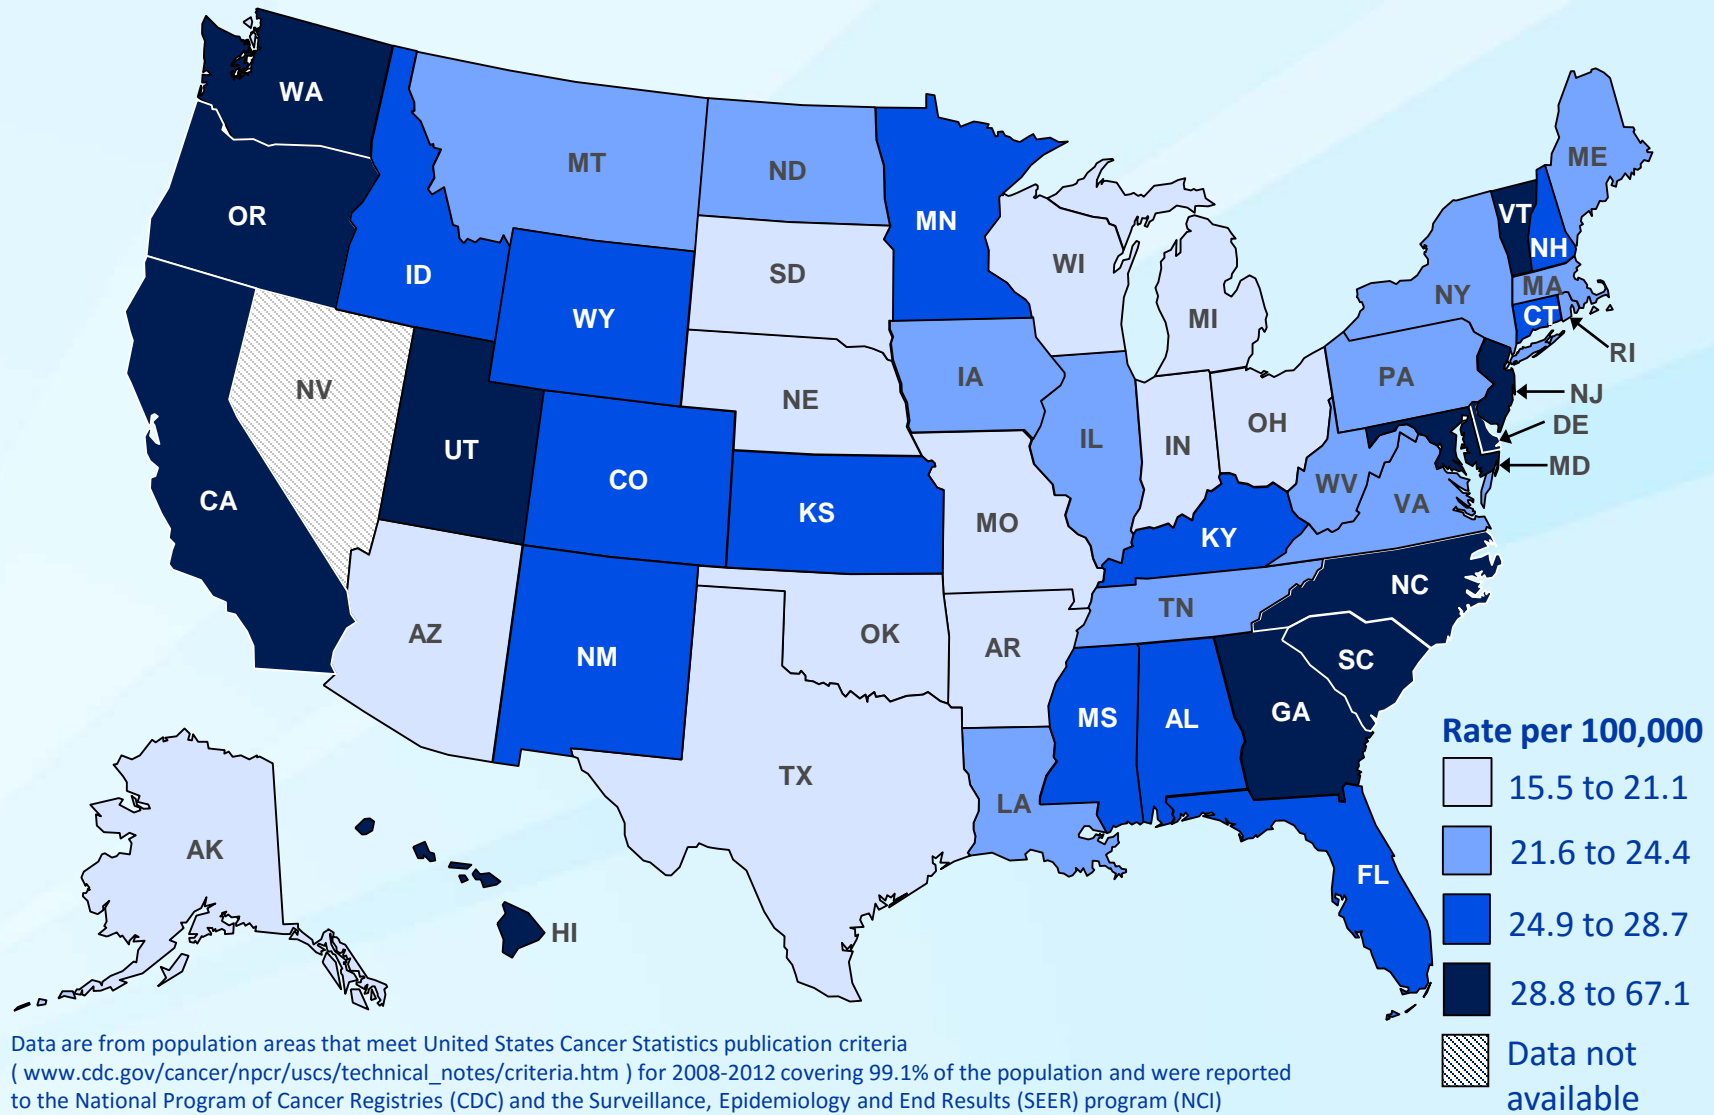 WA
ME
MT
ND
VT
OR
MN
NH
ID
SD
WI
MA
NY
WY
MI
CT
RI
IA
PA
NV
NE
NJ
OH
DE
IL
IN
UT
MD
CO
WV
CA
VA
KS
MO
KY
NC
TN
AZ
OK
AR
NM
SC
GA
MS
AL
TX
LA
AK
FL
HI
Rate per 100,000
15.5 to 21.1
21.6 to 24.4
24.9 to 28.7
28.8 to 67.1
Data not
available
Data are from population areas that meet United States Cancer Statistics publication criteria
( www.cdc.gov/cancer/npcr/uscs/technical_notes/criteria.htm ) for 2008-2012 covering 99.1% of the population and were reported
to the National Program of Cancer Registries (CDC) and the Surveillance, Epidemiology and End Results (SEER) program (NCI)